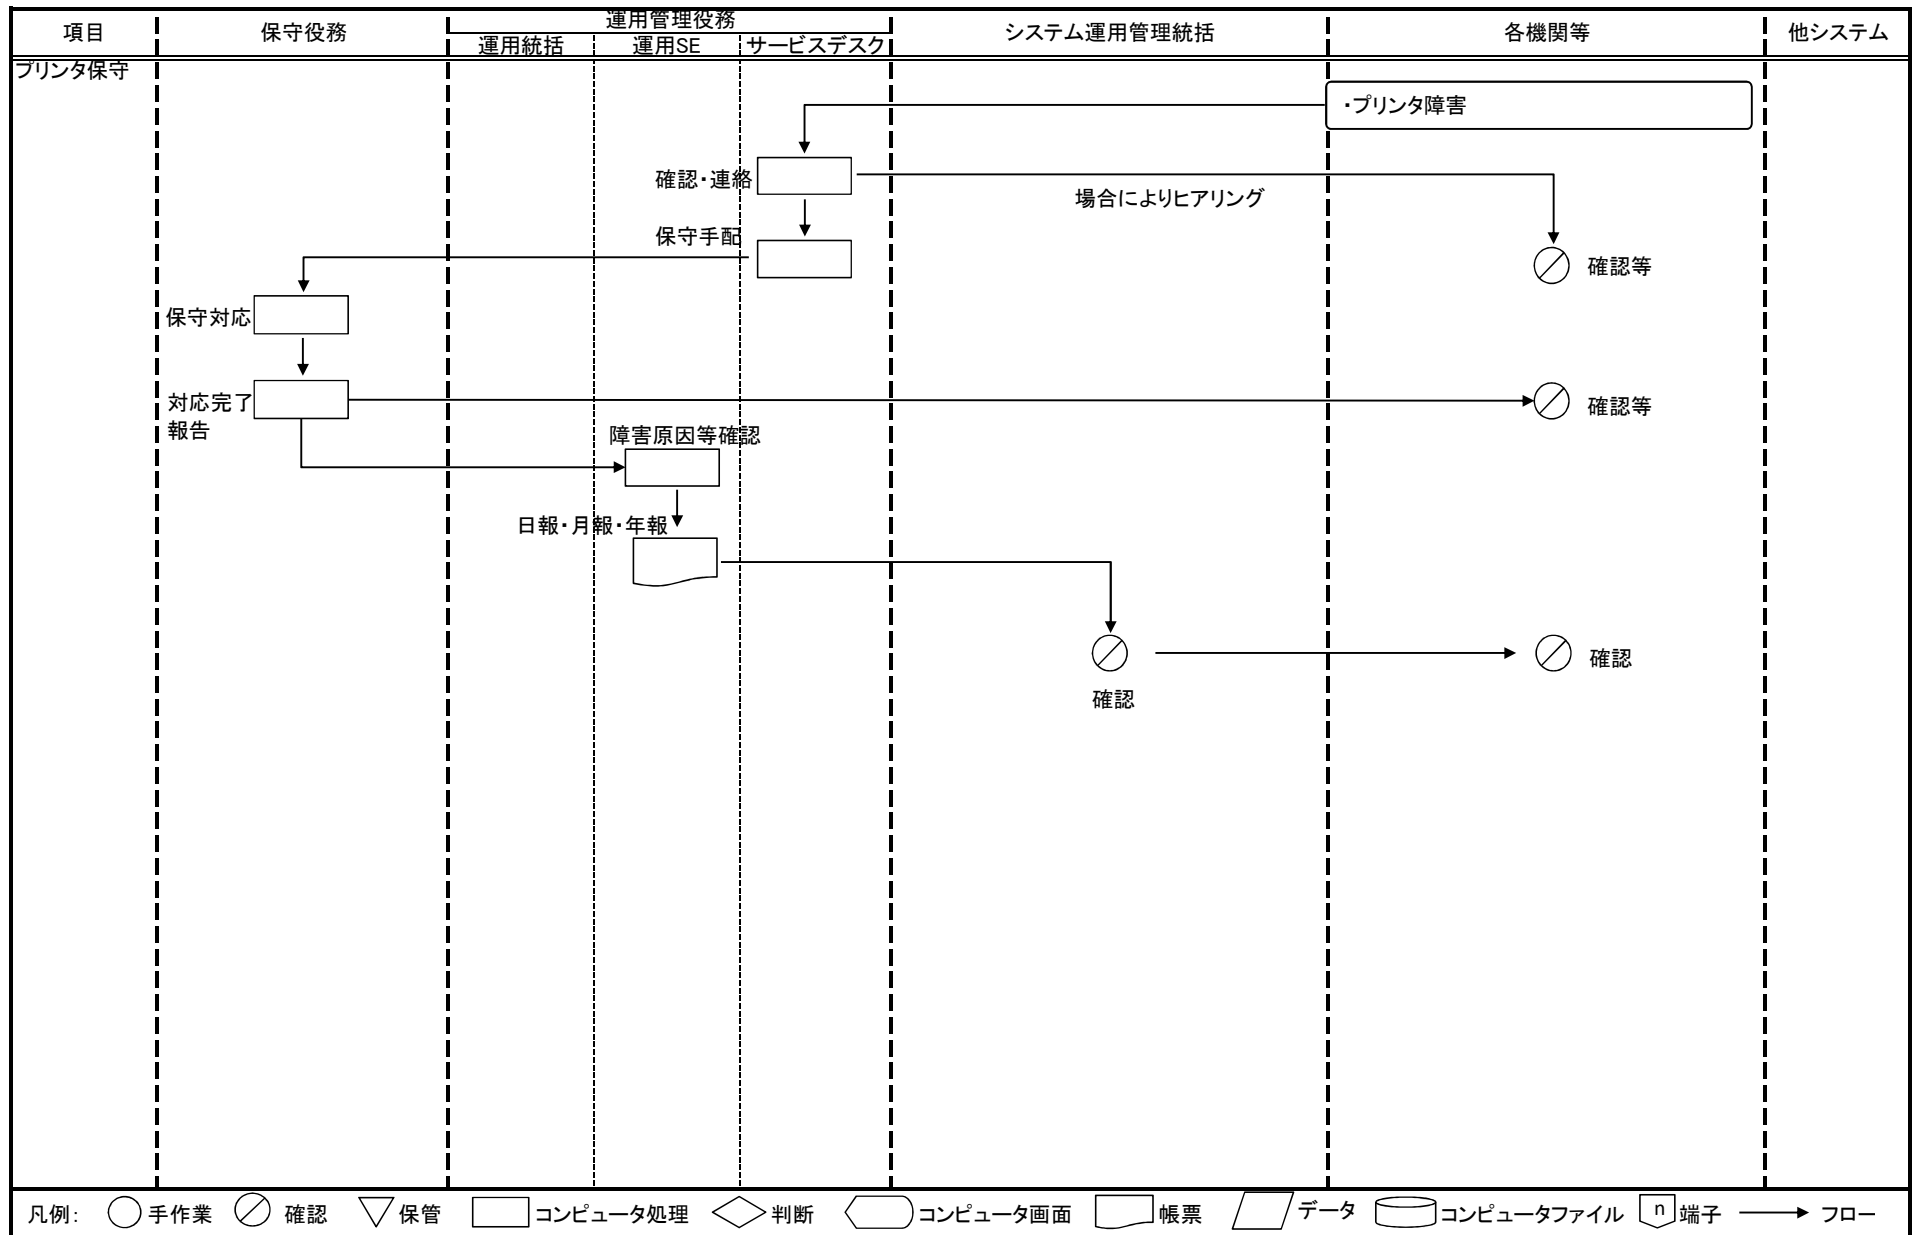 項目
保守役務
運用管理役務
運用統括
運用SE
サービスデスク
システム運用管理統括
各機関等
他システム
プリンタ保守
・プリンタ障害
確認・連絡
場合によりヒアリング
保守手配
確認等
保守対応
対応完了
報告
確認等
障害原因等確認
日報・月報・年報
確認
確認
凡例:
手作業
確認
保管
コンピュータ処理
判断
コンピュータ画面
帳票
データ
コンピュータファイル
n
端子
フロー